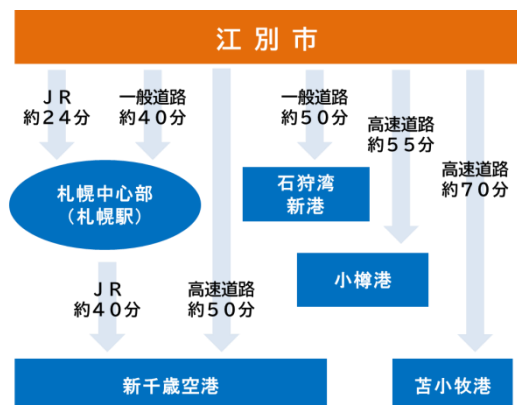 江別市
ＪＲ
約２４分
一般道路
約４０分
一般道路
約５０分
高速道路
約５５分
高速道路
約７０分
札幌中心部
（札幌駅）
石狩湾
新港
小樽港
ＪＲ
約４０分
高速道路
約５０分
新千歳空港
苫小牧港